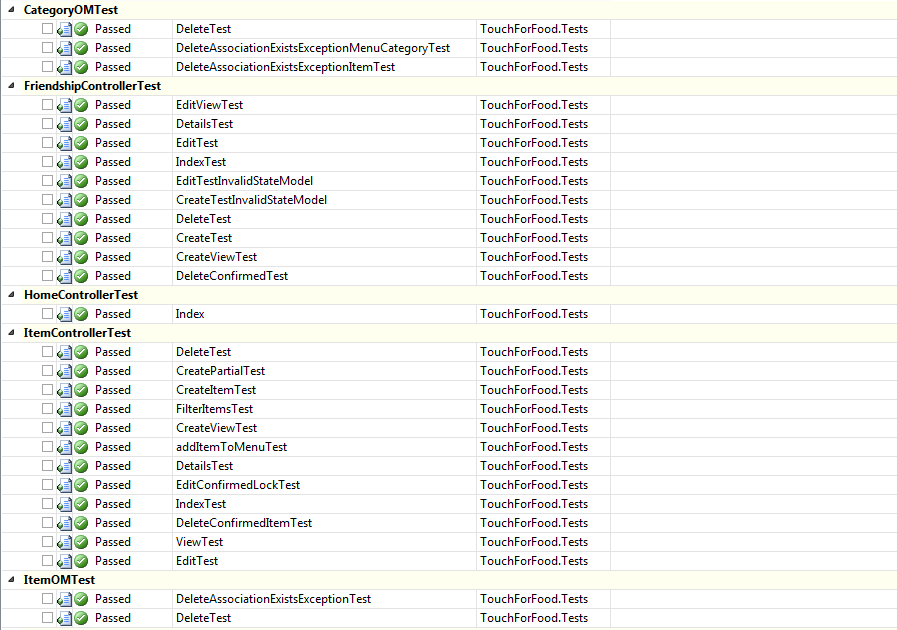 CategoryOMTest
Passed DeleteTest TouchForFood.Tests
Passed DeleteAssociationExistsExceptionMenuCategoryTest TouchForFood.Tests
Passed DeleteAssociationExistsExceptionItemTest TouchForFood.Tests
FriendshipControllerTest
Passed EditViewTest TouchForFood.Tests
Passed DetailsTest TouchForFood.Tests
Passed EditTest TouchForFood.Tests
Passed IndexTest TouchForFood.Tests
Passed EditTestInvalidStateModel TouchForFood.Tests
Passed CreateTestInvalidStateModel TouchForFood.Tests
Passed DeleteTest TouchForFood.Tests
Passed CreateTest TouchForFood.Tests
Passed CreateViewTest TouchForFood.Tests
Passed DeleteConfirmedTest TouchForFood.Tests
HomeControllerTest
Passed Index TouchForFood.Tests
ItemControllerTest
Passed DeleteTest TouchForFood.Tests
Passed CreatePartialTest TouchForFood.Tests
Passed CreateItemTest TouchForFood.Tests
Passed FilterItemsTest TouchForFood.Tests
Passed CreateViewTest TouchForFood.Tests
Passed addItemToMenuTest TouchForFood.Tests
Passed DetailsTest TouchForFood.Tests
Passed EditConfirmedLockTest TouchForFood.Tests
Passed IndexTest TouchForFood.Tests
Passed DeleteConfirmedItemTest TouchForFood.Tests
Passed ViewTest TouchForFood.Tests
Passed EditTest TouchForFood.Tests
ItemOMTest
Passed DeleteAssociationExistsExceptionTest TouchForFood.Tests
Passed DeleteTest TouchForFood.Tests